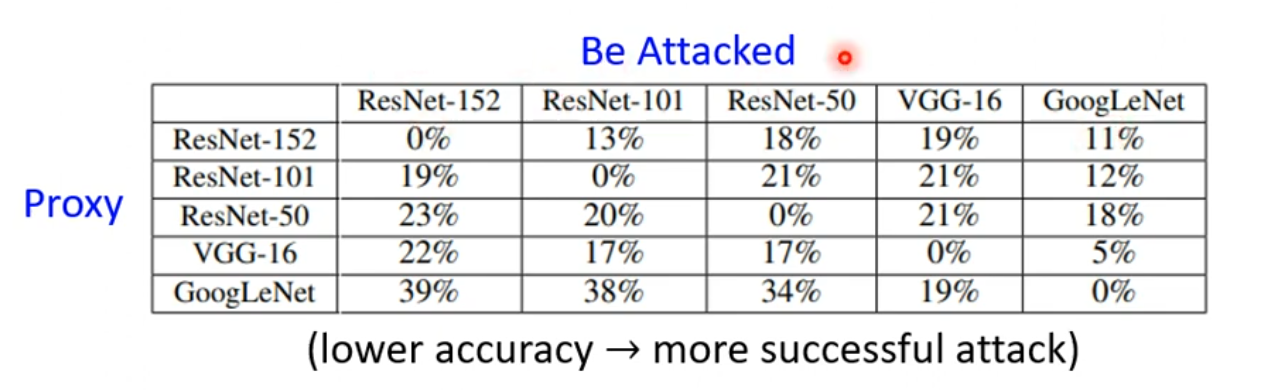 Be Attacked
ResNet-152 ResNet-101 ResNet-50 VGG-16 GoogLeNet
ResNet-152 0% 13% 18% 19% 11%
ResNet-101 19% 0% 21% 21% 12%
Proxy
ResNet-50 23% 20% 0% 21% 18%
VGG-16 22% 17% 17% 0% 5%
GoogLeNet 39% 38% 34% 19% 0%
(lower accuracy → more successful attack)